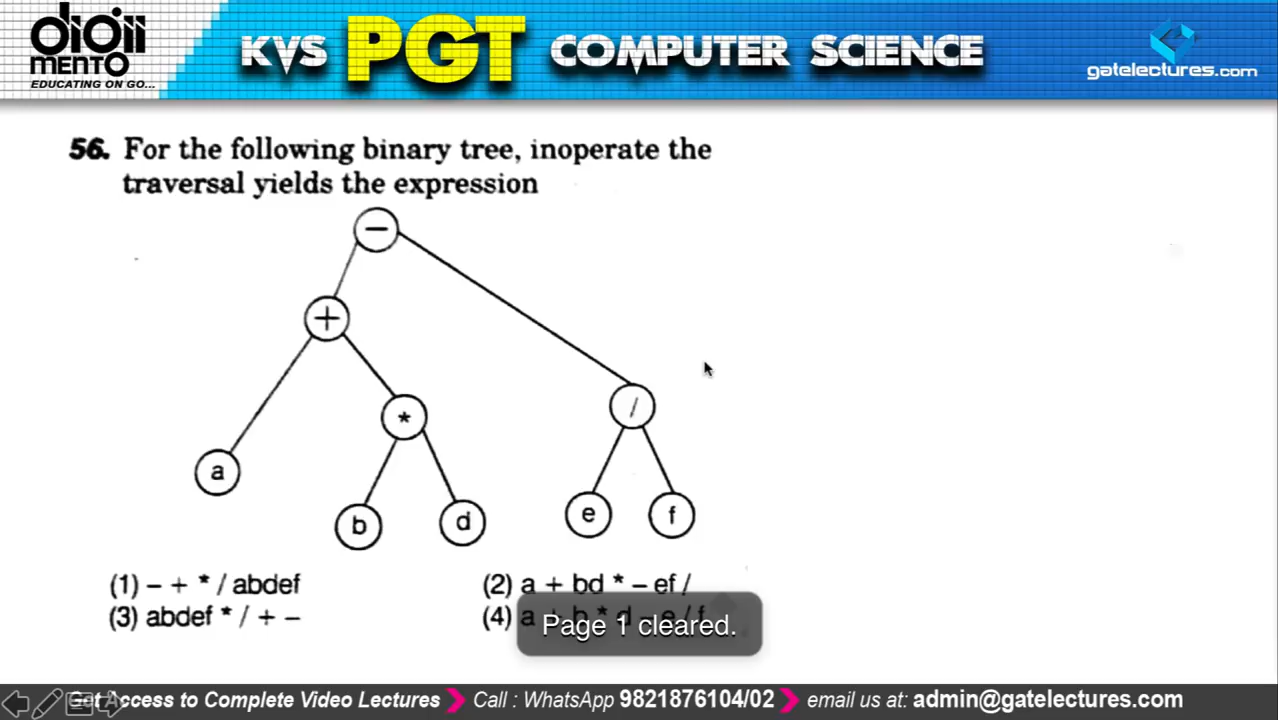 diqii
MENTO
EDUCATING ON GO...
KVS PGT COMPUTER SCIENCE
gatelectures.com
56. For the following binary tree, inoperate the
traversal yields the expression
−
+
*
/
a
b
d
e
f
(1) − + * / abdef
(2) a + bd * − ef /
(3) abdef * / + −
(4) a + b * d − e / f
Page 1 cleared.
Get Access to Complete Video Lectures
Call : WhatsApp 9821876104/02
email us at: admin@gatelectures.com